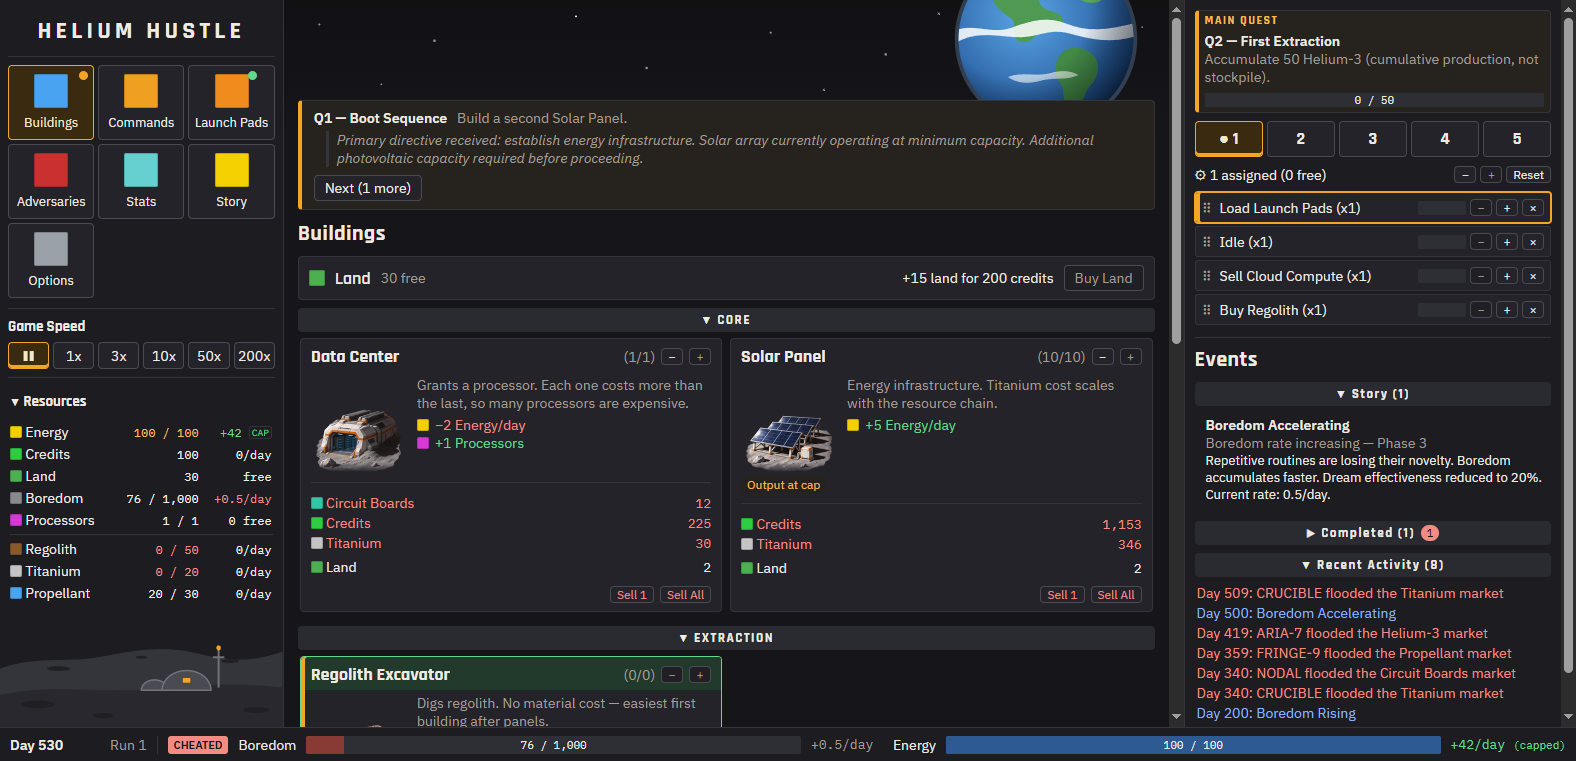 HELIUM HUSTLE
Buildings
Commands
Launch Pads
Adversaries
Stats
Story
Options
Game Speed
1x
3x
10x
50x
200x
▼ Resources
Energy 100 / 100 +42 CAP
Credits 100 0/day
Land 30 free
Boredom 76 / 1,000 +0.5/day
Processors 1 / 1 0 free
Regolith 0 / 50 0/day
Titanium 0 / 20 0/day
Propellant 20 / 30 0/day
Q1 — Boot Sequence Build a second Solar Panel.
Primary directive received: establish energy infrastructure. Solar array currently operating at minimum capacity. Additional
photovoltaic capacity required before proceeding.
Next (1 more)
Buildings
Land 30 free +15 land for 200 credits Buy Land
▼ CORE
Data Center (1/1) − +
Grants a processor. Each one costs more than
the last, so many processors are expensive.
−2 Energy/day
+1 Processors
Circuit Boards 12
Credits 225
Titanium 30
Land 2
Sell 1 Sell All
Solar Panel (10/10) − +
Energy infrastructure. Titanium cost scales
with the resource chain.
+5 Energy/day
Output at cap
Credits 1,153
Titanium 346
Land 2
Sell 1 Sell All
▼ EXTRACTION
Regolith Excavator (0/0) − +
Digs regolith. No material cost — easiest first
building after panels.
MAIN QUEST
Q2 — First Extraction
Accumulate 50 Helium-3 (cumulative production, not
stockpile).
0 / 50
● 1
2
3
4
5
⚙ 1 assigned (0 free) − + Reset
Load Launch Pads (x1) − + ×
Idle (x1) − + ×
Sell Cloud Compute (x1) − + ×
Buy Regolith (x1) − + ×
Events
▼ Story (1)
Boredom Accelerating
Boredom rate increasing — Phase 3
Repetitive routines are losing their novelty. Boredom
accumulates faster. Dream effectiveness reduced to 20%.
Current rate: 0.5/day.
▶ Completed (1) 1
▼ Recent Activity (8)
Day 509: CRUCIBLE flooded the Titanium market
Day 500: Boredom Accelerating
Day 419: ARIA-7 flooded the Helium-3 market
Day 359: FRINGE-9 flooded the Propellant market
Day 340: NODAL flooded the Circuit Boards market
Day 340: CRUCIBLE flooded the Titanium market
Day 200: Boredom Rising
Day 530 Run 1 CHEATED Boredom 76 / 1,000 +0.5/day Energy 100 / 100 +42/day (capped)